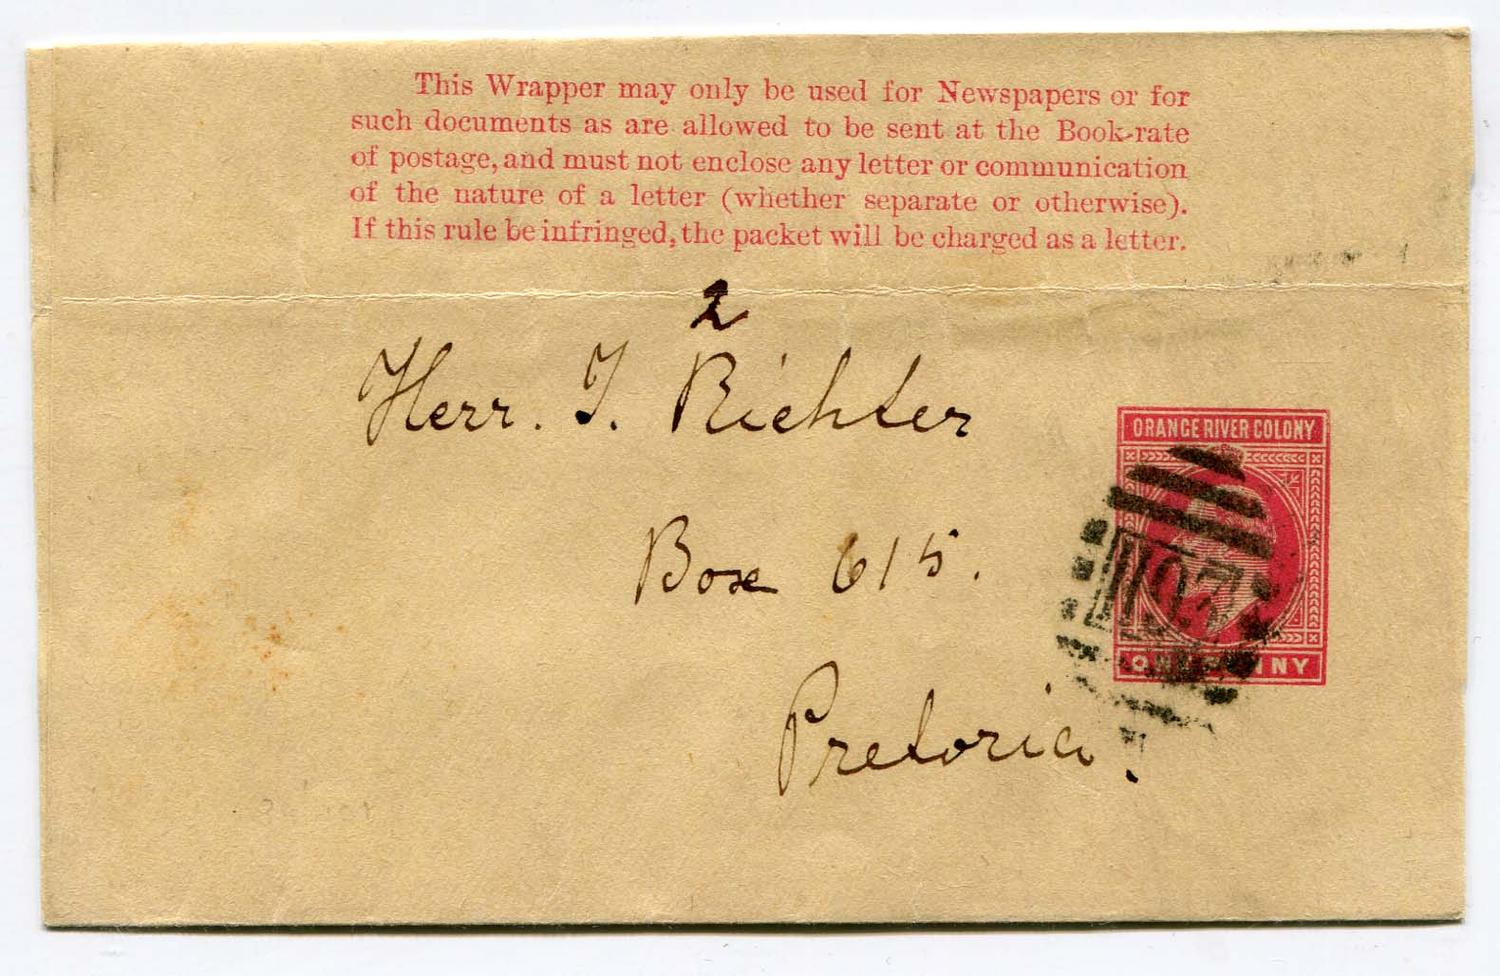 This Wrapper may only be used for Newspapers or for
such documents as are allowed to be sent at the Book-rate
of postage, and must not enclose any letter or communication
of the nature of a letter (whether separate or otherwise).
If this rule be infringed, the packet will be charged as a letter.
2
Herr. I. Richter
Box 615.
Pretoria.
ORANGE RIVER COLONY
ONE PENNY